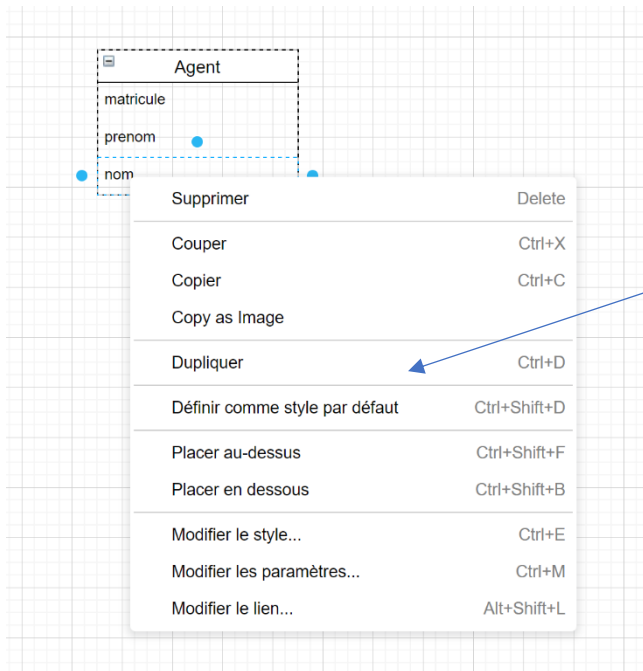 Agent
matricule
prenom
nom
Supprimer Delete
Couper Ctrl+X
Copier Ctrl+C
Copy as Image
Dupliquer Ctrl+D
Définir comme style par défaut Ctrl+Shift+D
Placer au-dessus Ctrl+Shift+F
Placer en dessous Ctrl+Shift+B
Modifier le style... Ctrl+E
Modifier les paramètres... Ctrl+M
Modifier le lien... Alt+Shift+L